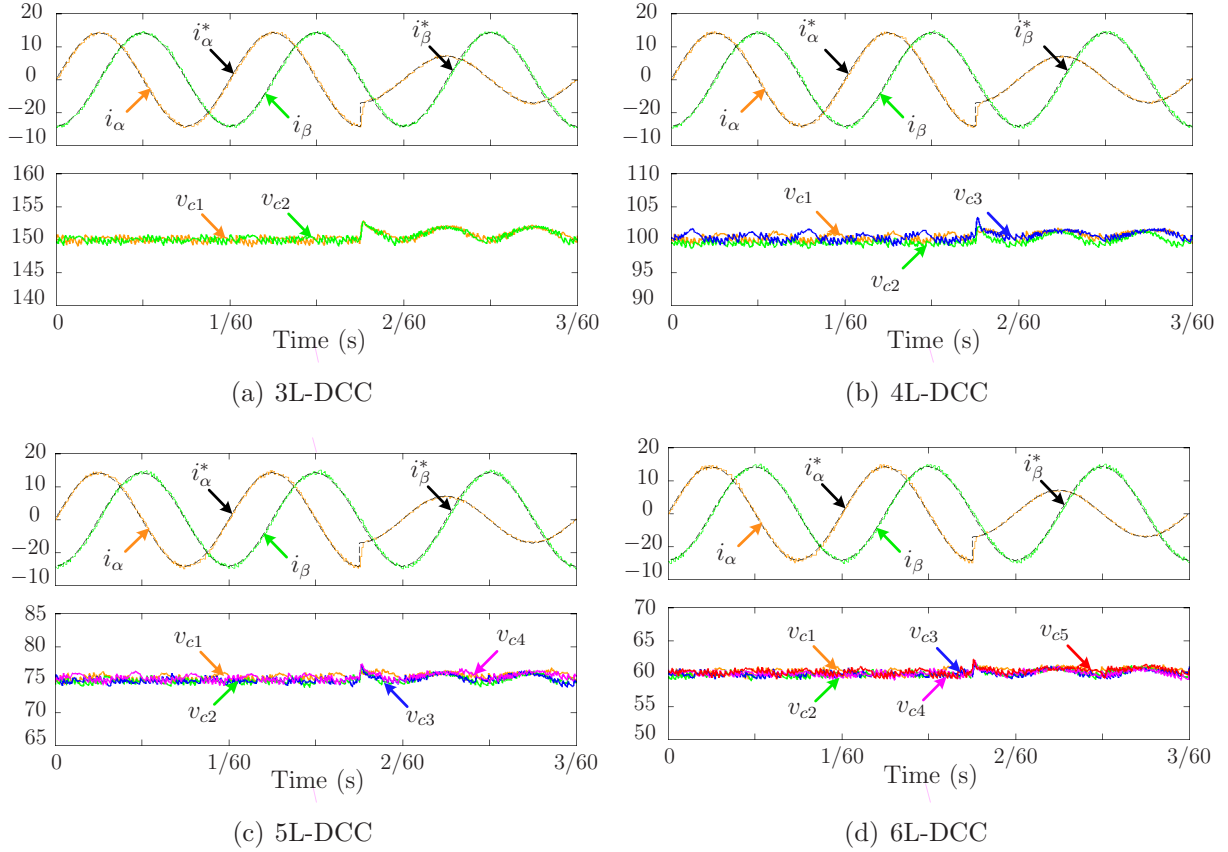 20
10
0
−20
−10
i*α
i*β
iα
iβ
160
155
150
145
140
vc1
vc2
0
1/60
2/60
3/60
Time (s)
(a) 3L-DCC
20
10
0
−20
−10
i*α
i*β
iα
iβ
110
105
100
95
90
vc1
vc3
vc2
0
1/60
2/60
3/60
Time (s)
(b) 4L-DCC
20
10
0
−20
−10
i*α
i*β
iα
iβ
85
80
75
70
65
vc1
vc4
vc2
vc3
0
1/60
2/60
3/60
Time (s)
(c) 5L-DCC
20
10
0
−20
−10
i*α
i*β
iα
iβ
70
65
60
55
50
vc1
vc3
vc5
vc2
vc4
0
1/60
2/60
3/60
Time (s)
(d) 6L-DCC